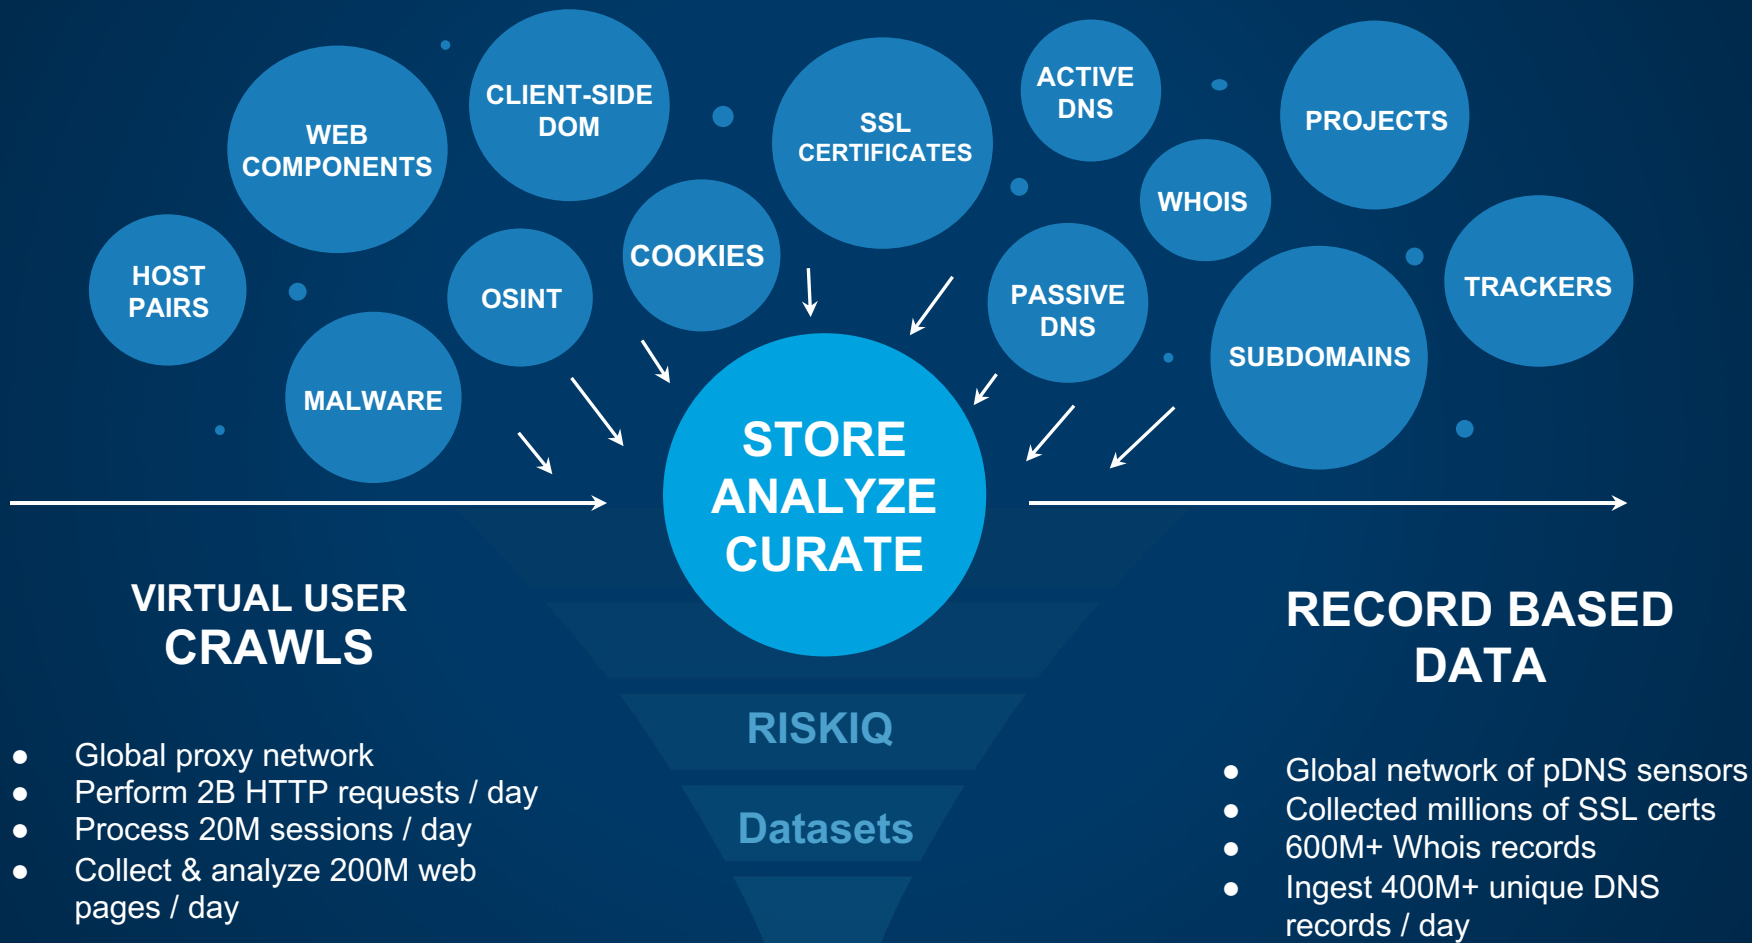 WEB
COMPONENTS
CLIENT-SIDE
DOM
SSL
CERTIFICATES
ACTIVE
DNS
PROJECTS
HOST
PAIRS
OSINT
COOKIES
WHOIS
PASSIVE
DNS
TRACKERS
MALWARE
SUBDOMAINS
STORE
ANALYZE
CURATE
VIRTUAL USER
CRAWLS
● Global proxy network
● Perform 2B HTTP requests / day
● Process 20M sessions / day
● Collect & analyze 200M web
pages / day
RISKIQ
Datasets
RECORD BASED
DATA
● Global network of pDNS sensors
● Collected millions of SSL certs
● 600M+ Whois records
● Ingest 400M+ unique DNS
records / day